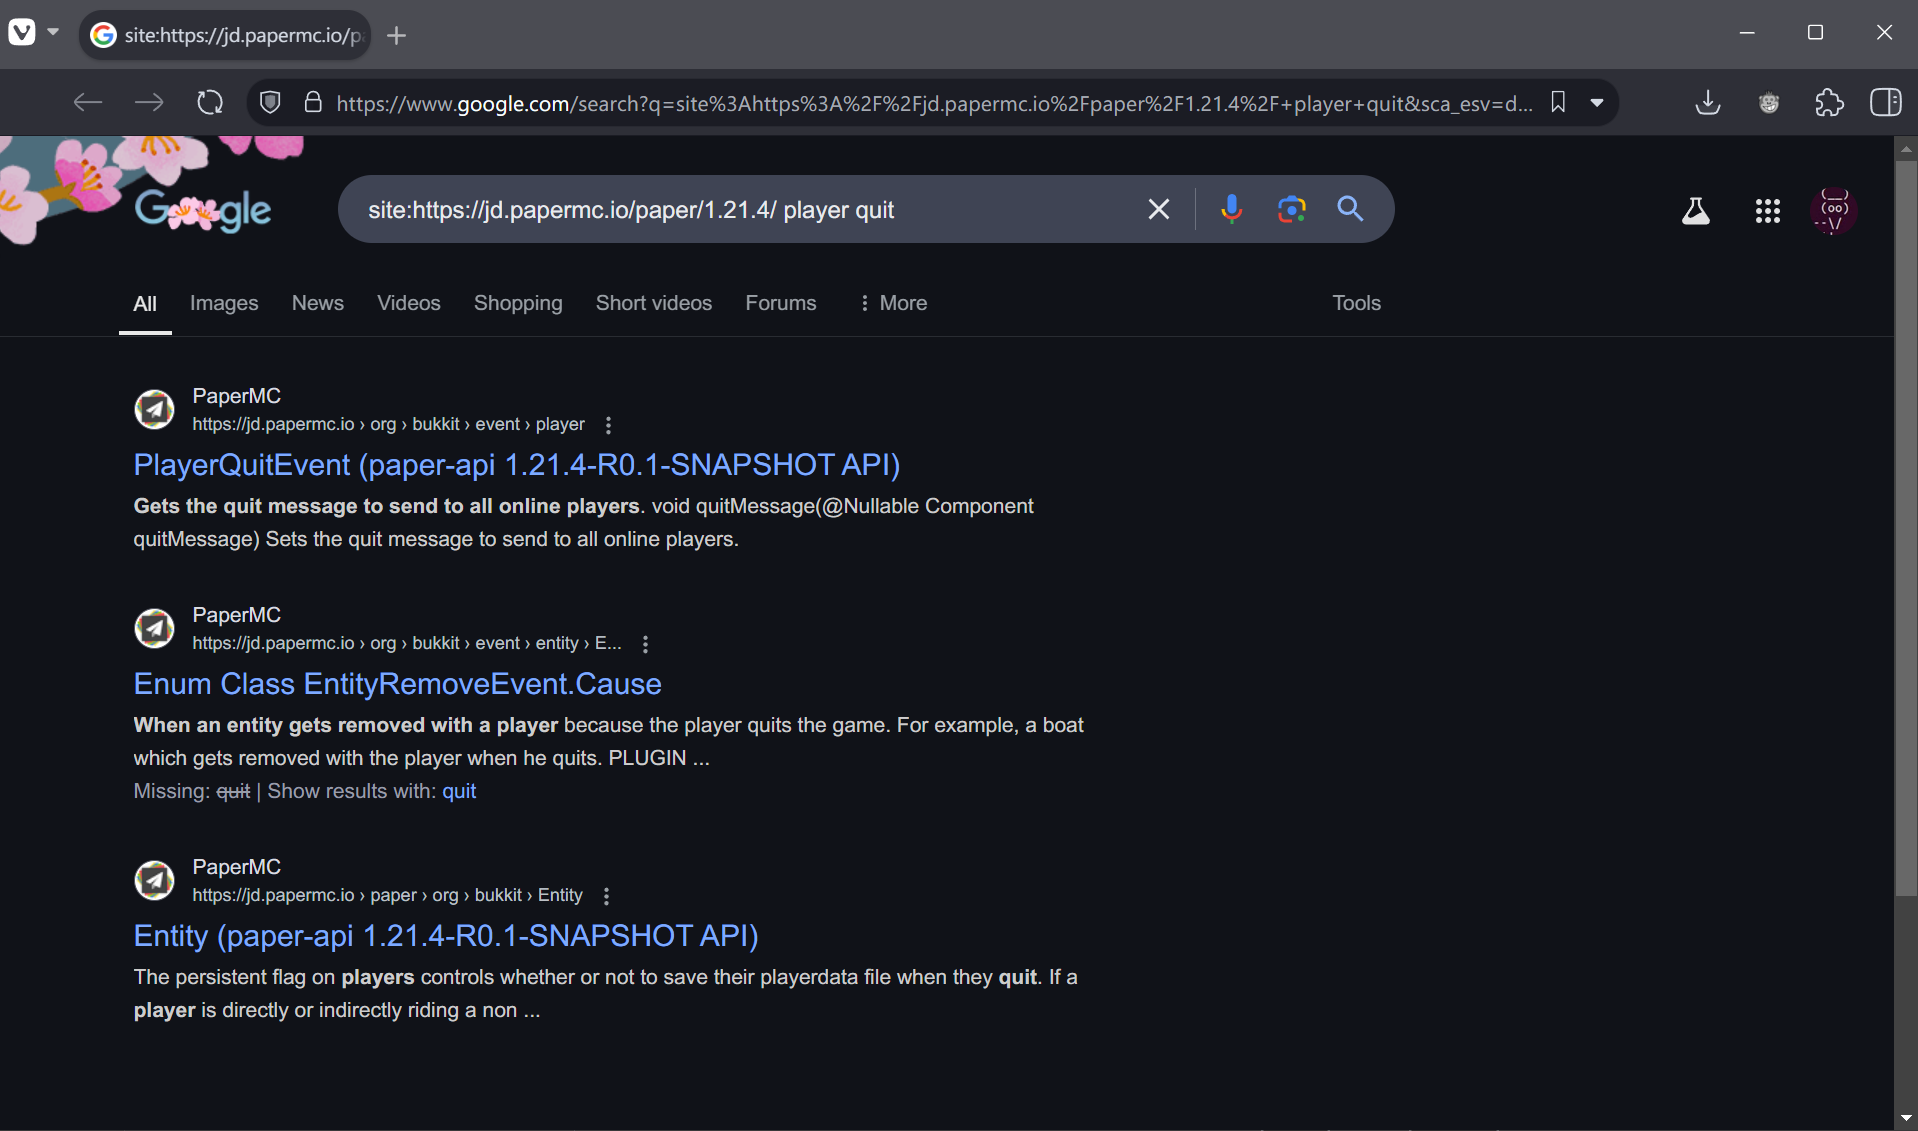 site:https://jd.papermc.io/p
https://www.google.com/search?q=site%3Ahttps%3A%2F%2Fjd.papermc.io%2Fpaper%2F1.21.4%2F+player+quit&sca_esv=d...
Google
site:https://jd.papermc.io/paper/1.21.4/ player quit
All Images News Videos Shopping Short videos Forums More Tools
PaperMC
https://jd.papermc.io › org › bukkit › event › player
PlayerQuitEvent (paper-api 1.21.4-R0.1-SNAPSHOT API)
Gets the quit message to send to all online players. void quitMessage(@Nullable Component
quitMessage) Sets the quit message to send to all online players.
PaperMC
https://jd.papermc.io › org › bukkit › event › entity › E...
Enum Class EntityRemoveEvent.Cause
When an entity gets removed with a player because the player quits the game. For example, a boat
which gets removed with the player when he quits. PLUGIN ...
Missing: quit | Show results with: quit
PaperMC
https://jd.papermc.io › paper › org › bukkit › Entity
Entity (paper-api 1.21.4-R0.1-SNAPSHOT API)
The persistent flag on players controls whether or not to save their playerdata file when they quit. If a
player is directly or indirectly riding a non ...